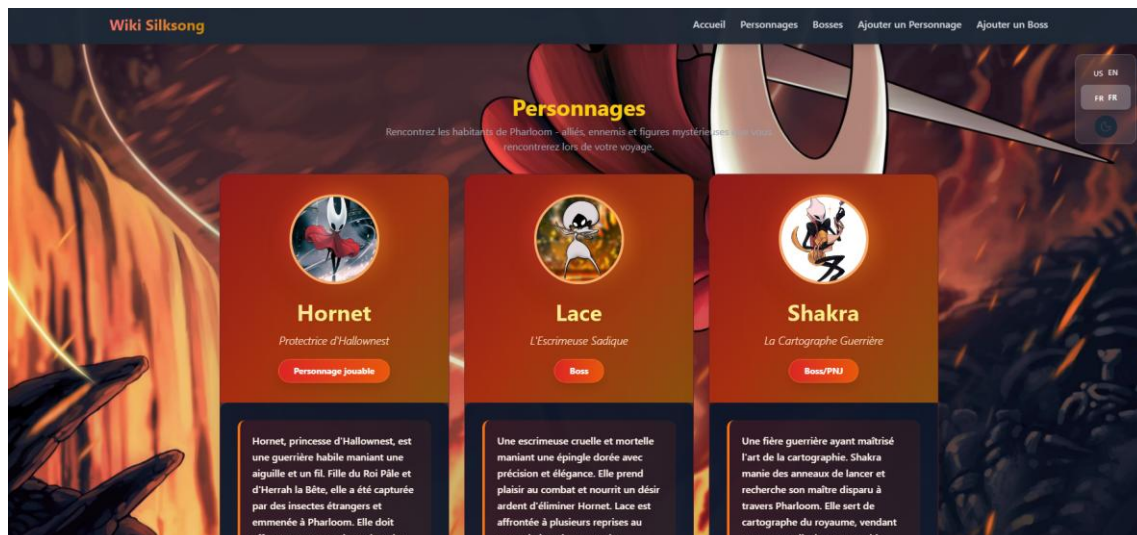 Wiki Silksong
Accueil Personnages Bosses Ajouter un Personnage Ajouter un Boss
US EN
FR FR
Personnages
Rencontrez les habitants de Pharloom - alliés, ennemis et figures mystérieuses que vous
rencontrerez lors de votre voyage.
Hornet
Protectrice d'Hallownest
Personnage jouable
Hornet, princesse d'Hallownest, est
une guerrière habile maniant une
aiguille et un fil. Fille du Roi Pâle et
d'Herrah la Bête, elle a été capturée
par des insectes étrangers et
emmenée à Pharloom. Elle doit
Lace
L'Escrimeuse Sadique
Boss
Une escrimeuse cruelle et mortelle
maniant une épingle dorée avec
précision et élégance. Elle prend
plaisir au combat et nourrit un désir
ardent d'éliminer Hornet. Lace est
affrontée à plusieurs reprises au
Shakra
La Cartographe Guerrière
Boss/PNJ
Une fière guerrière ayant maîtrisé
l'art de la cartographie. Shakra
manie des anneaux de lancer et
recherche son maître disparu à
travers Pharloom. Elle sert de
cartographe du royaume, vendant